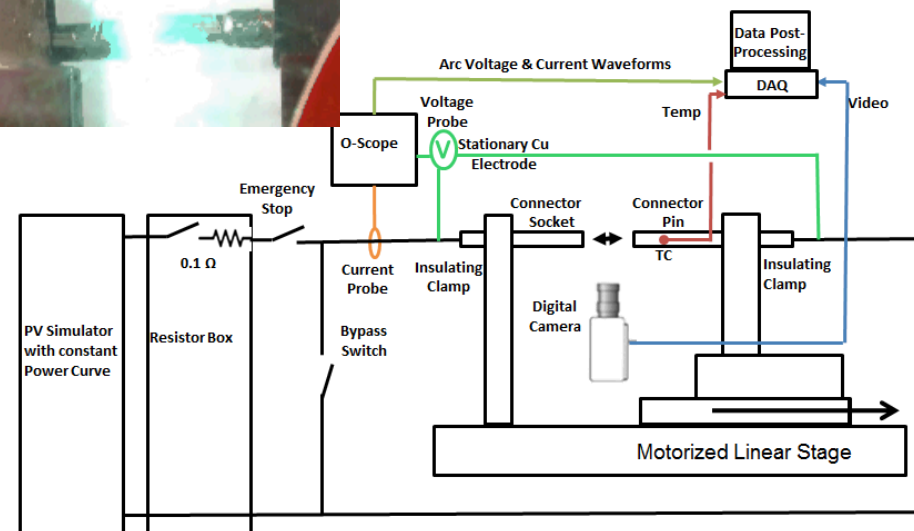 Data Post-
Processing
DAQ
Arc Voltage & Current Waveforms
Temp
Video
Voltage
Probe
O-Scope
V
Stationary Cu
Electrode
Emergency
Stop
Connector
Socket
Connector
Pin
0.1 Ω
TC
Current
Probe
Insulating
Clamp
Insulating
Clamp
Digital
Camera
PV Simulator
with constant
Power Curve
Resistor Box
Bypass
Switch
Motorized Linear Stage